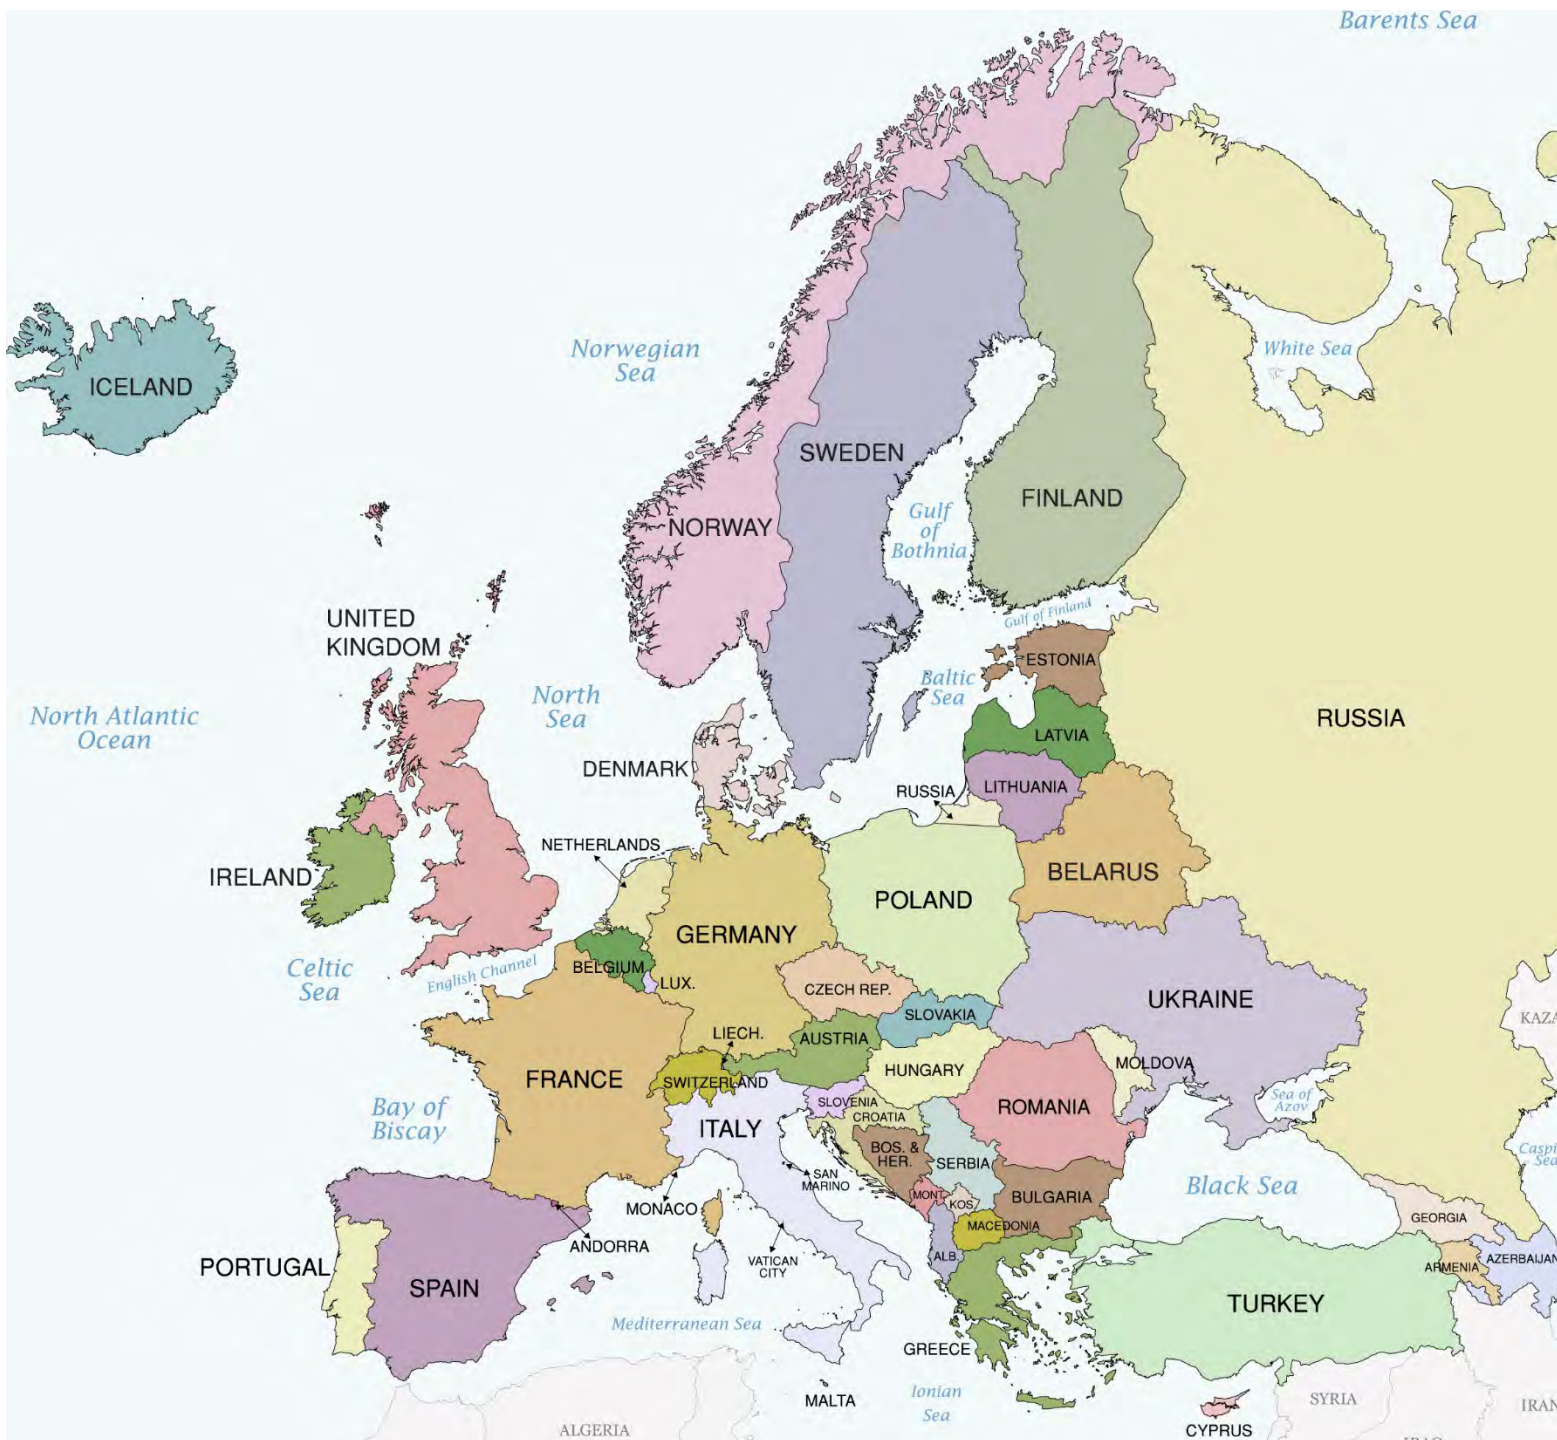 Barents Sea
Norwegian
Sea
White Sea
ICELAND
SWEDEN
FINLAND
NORWAY
Gulf
of
Bothnia
UNITED
KINGDOM
Gulf of Finland
ESTONIA
Baltic
Sea
North
Sea
North Atlantic
Ocean
RUSSIA
LATVIA
DENMARK
LITHUANIA
RUSSIA
NETHERLANDS
IRELAND
BELARUS
POLAND
GERMANY
Celtic
Sea
English Channel
BELGIUM
LUX.
CZECH REP.
UKRAINE
SLOVAKIA
KAZA
LIECH.
AUSTRIA
MOLDOVA
HUNGARY
FRANCE
SWITZERLAND
SLOVENIA
CROATIA
ROMANIA
Sea of
Azov
Bay of
Biscay
ITALY
BOS. &
HER.
SERBIA
Caspi
Sea
SAN
MARINO
MONT.
KOS.
BULGARIA
Black Sea
MONACO
MACEDONIA
GEORGIA
ANDORRA
ALB.
VATICAN
CITY
AZERBAIJAN
ARMENIA
PORTUGAL
SPAIN
TURKEY
Mediterranean Sea
GREECE
MALTA
Ionian
Sea
SYRIA
IRAN
CYPRUS
ALGERIA